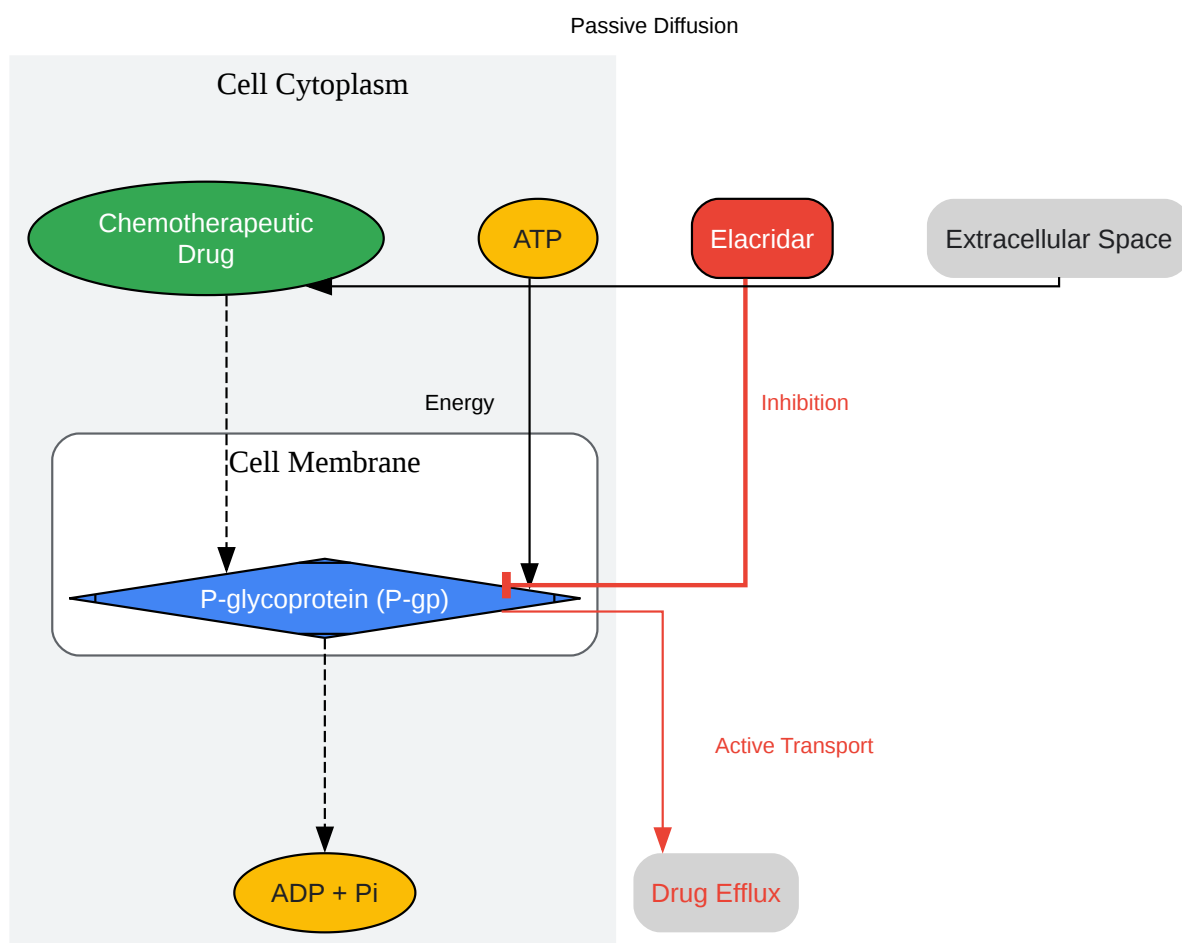 Passive Diffusion
Cell Cytoplasm
Chemotherapeutic
Drug
ATP
Elacridar
Extracellular Space
Energy
Inhibition
Cell Membrane
P-glycoprotein (P-gp)
Active Transport
ADP + Pi
Drug Efflux